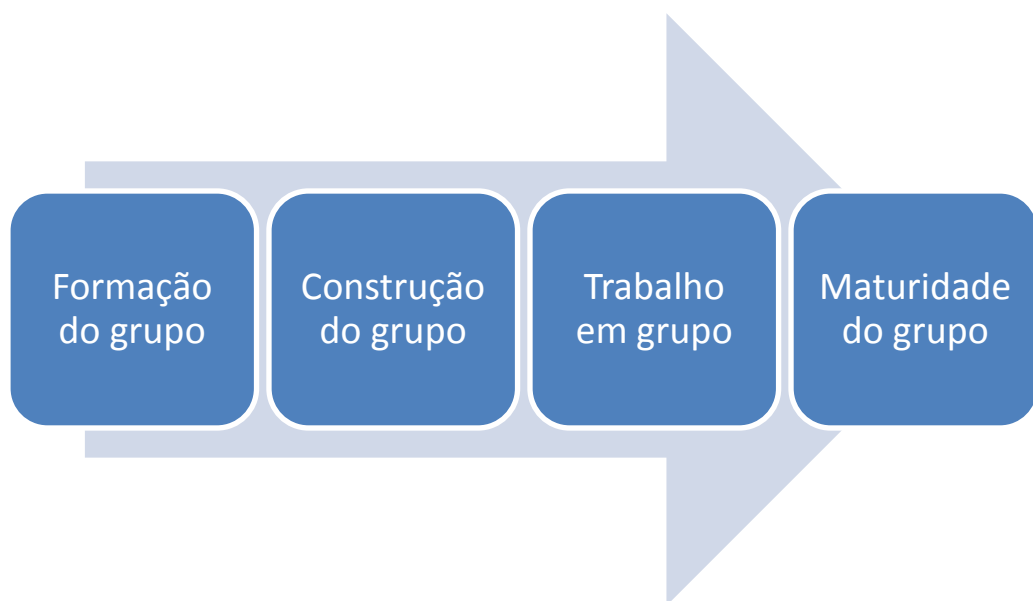 Formação
do grupo
Construção
do grupo
Trabalho
em grupo
Maturidade
do grupo